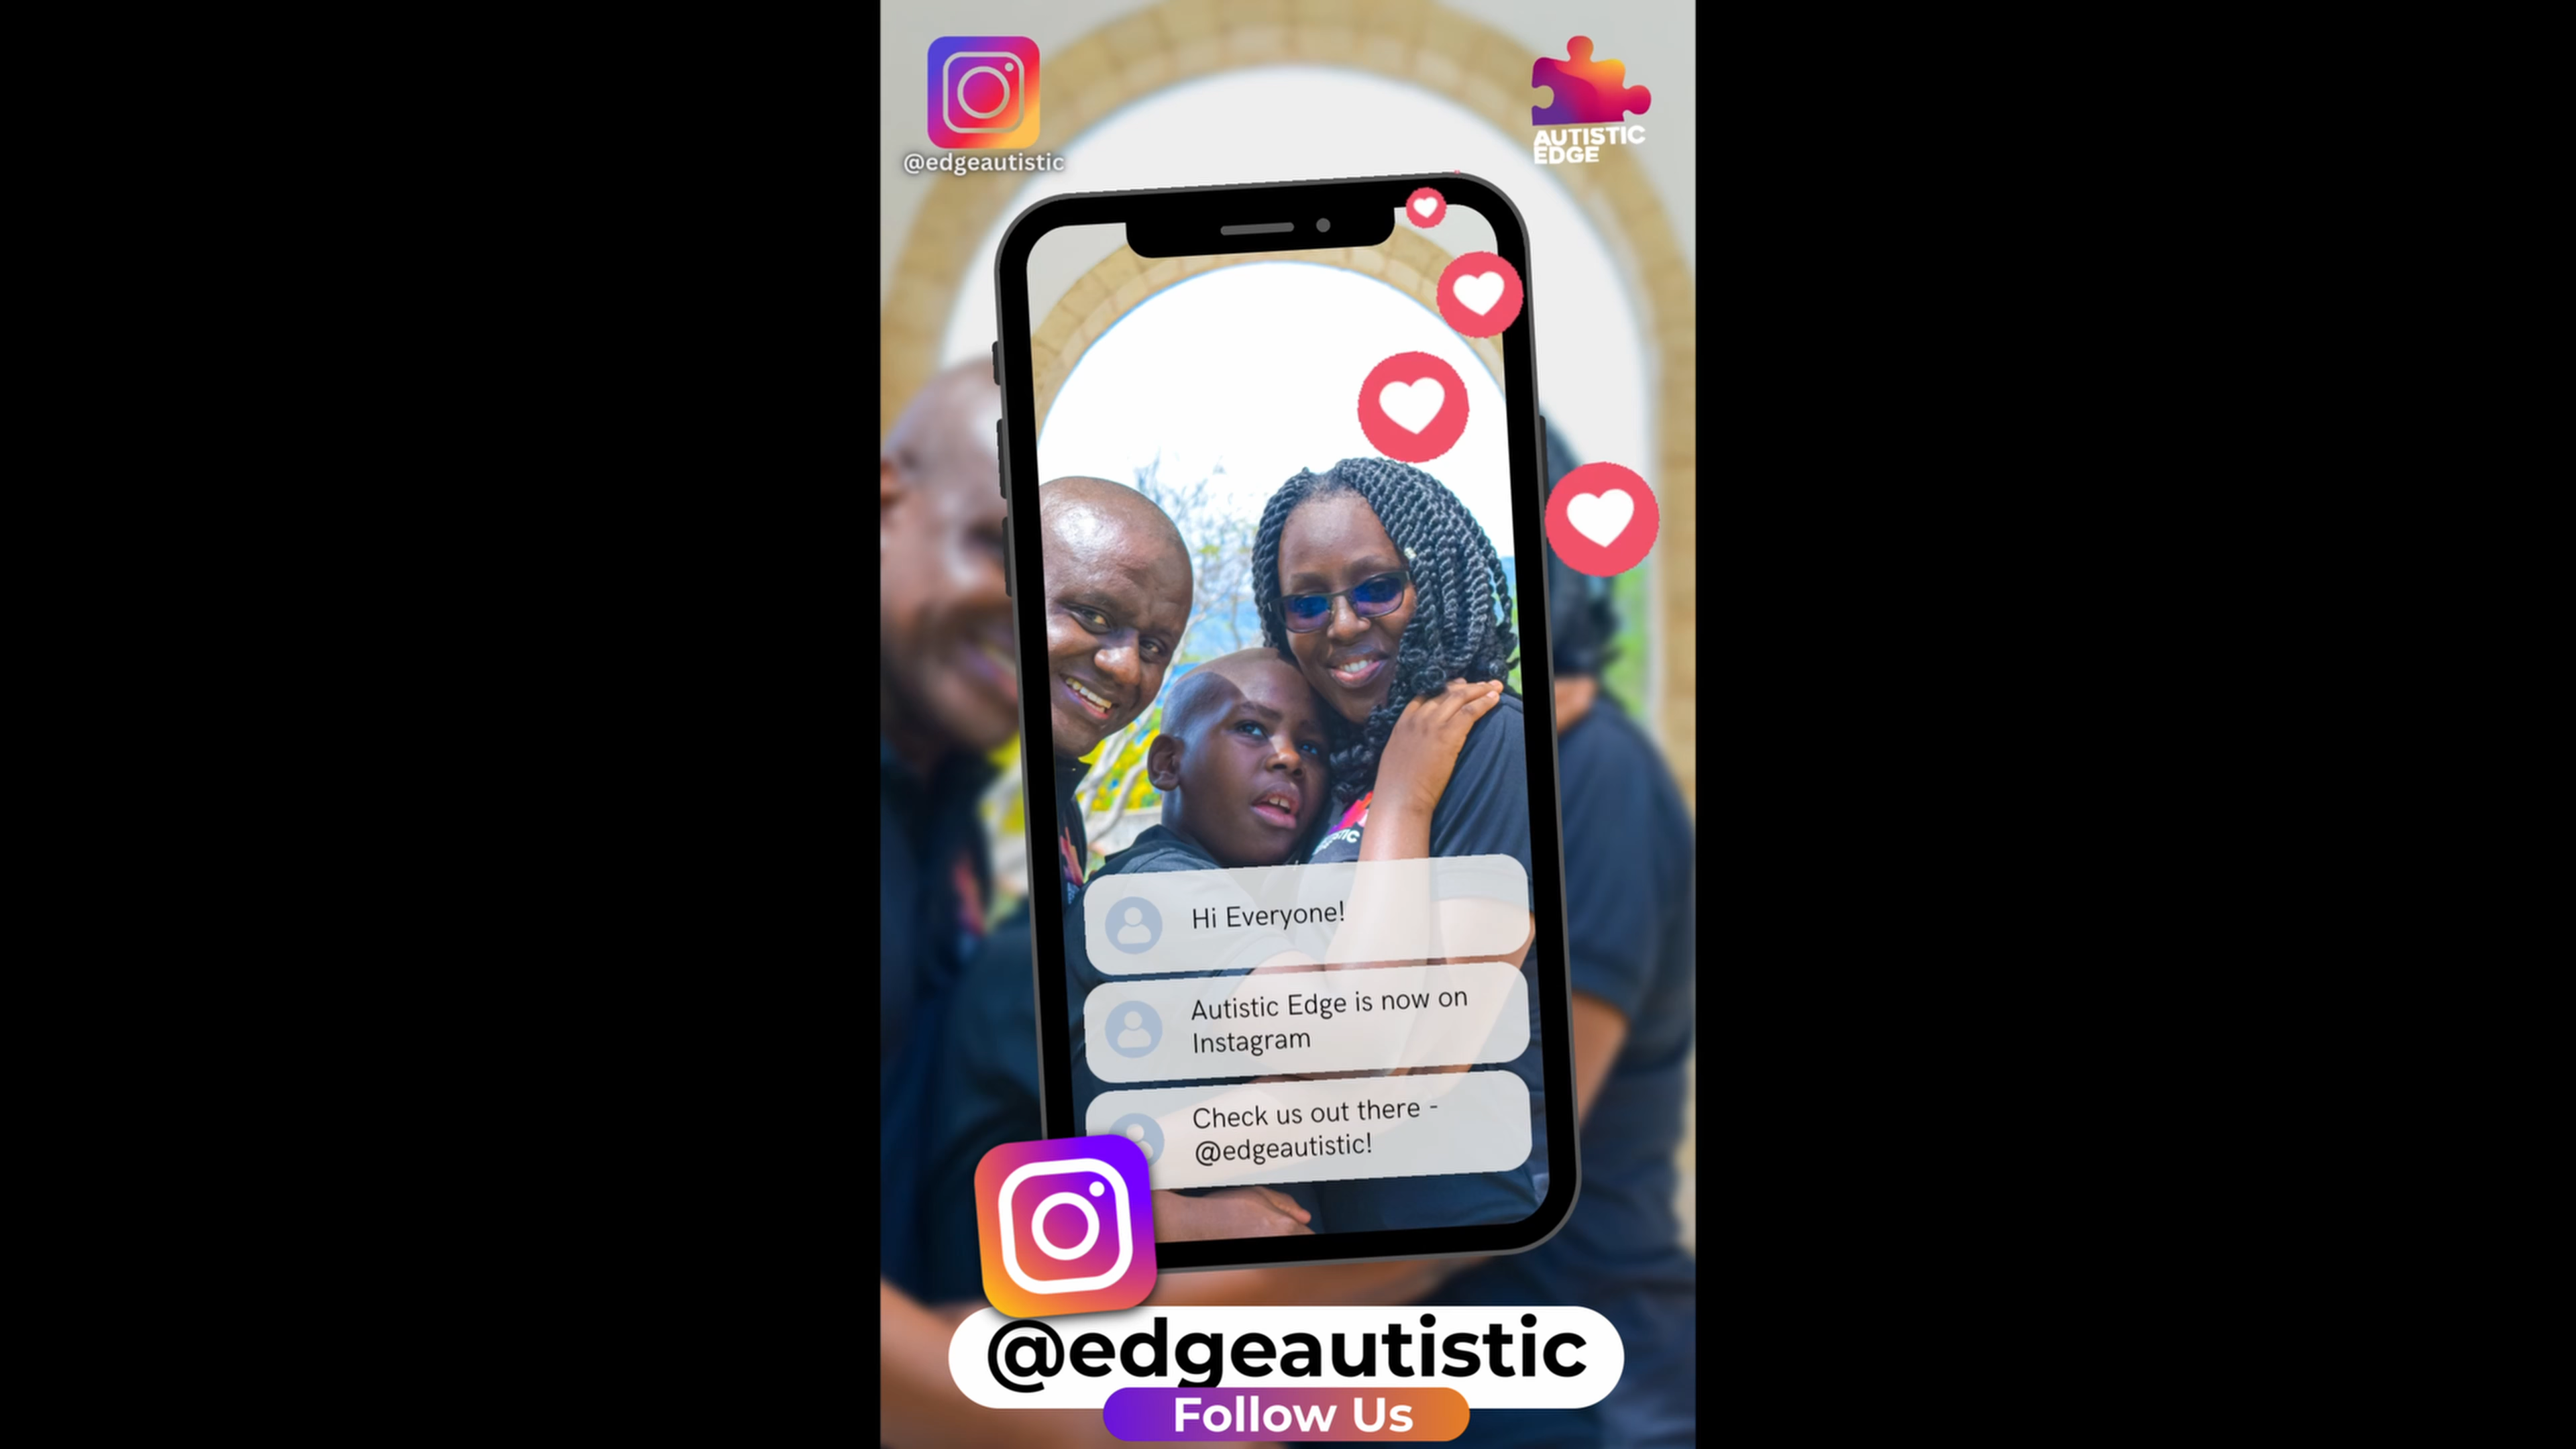 @edgeautistic
AUTISTIC
EDGE
Hi Everyone!
Autistic Edge is now on
Instagram
Check us out there -
@edgeautistic!
@edgeautistic
Follow Us